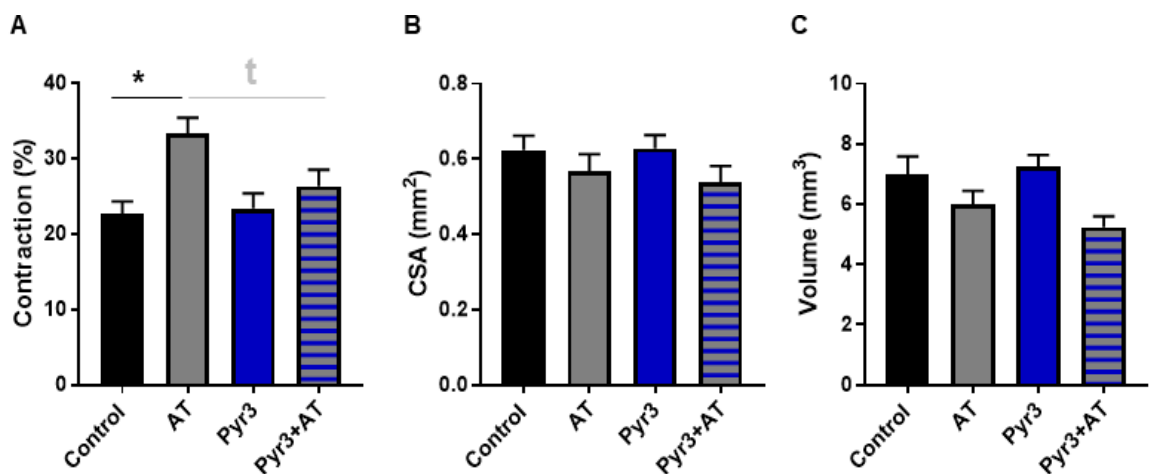 A
Contraction (%)
40
30
20
10
0
*
t
Control
AT
Pyr3
Pyr3+AT
B
CSA (mm²)
0.8
0.6
0.4
0.2
0.0
Control
AT
Pyr3
Pyr3+AT
C
Volume (mm³)
10
8
6
4
2
0
Control
AT
Pyr3
Pyr3+AT